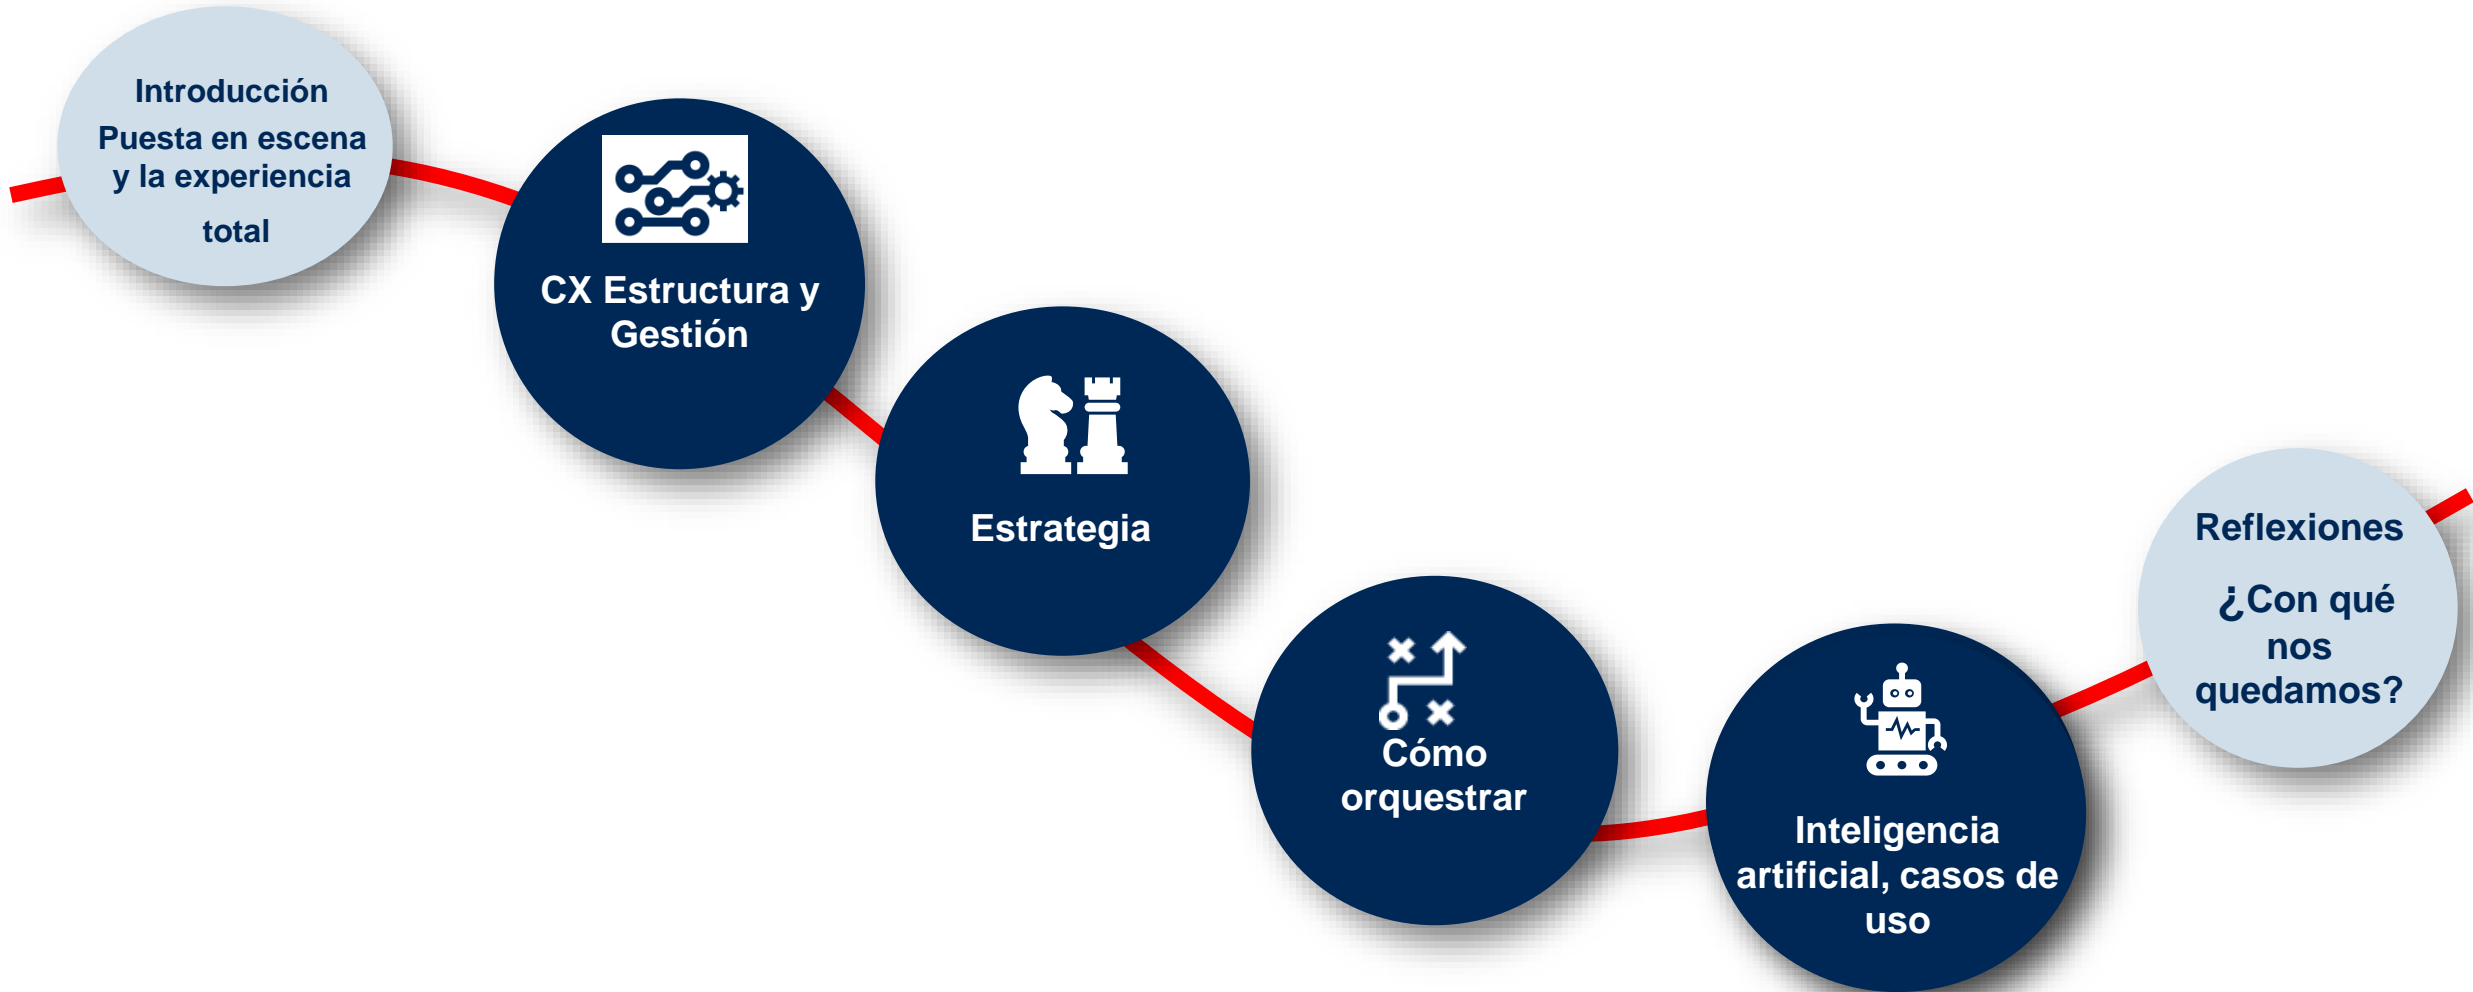 Introducción
Puesta en escena
y la experiencia
total
CX Estructura y
Gestión
Estrategia
Cómo
orquestrar
Inteligencia
artificial, casos de
uso
Reflexiones
¿Con qué
nos
quedamos?